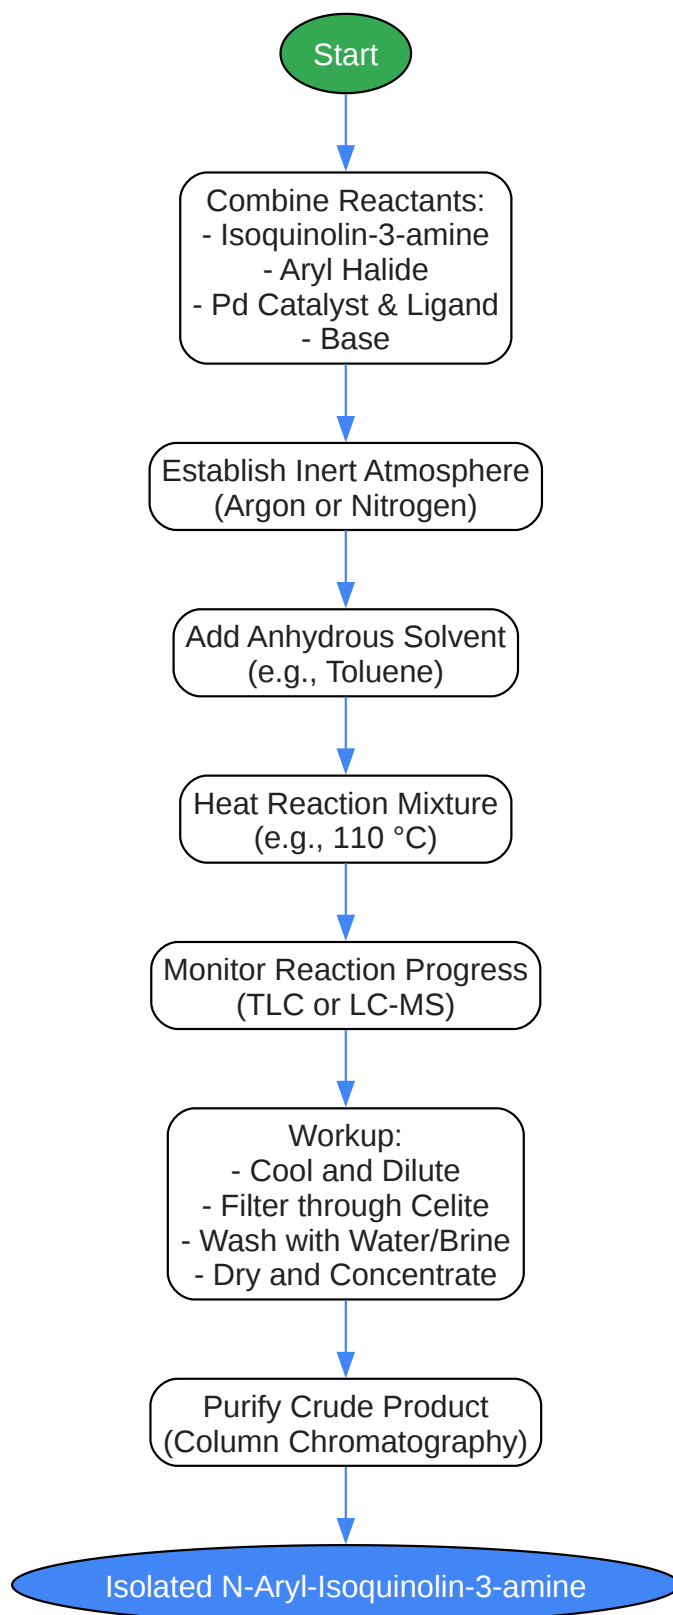 Start
Combine Reactants:
- Isoquinolin-3-amine
- Aryl Halide
- Pd Catalyst & Ligand
- Base
Establish Inert Atmosphere
(Argon or Nitrogen)
Add Anhydrous Solvent
(e.g., Toluene)
Heat Reaction Mixture
(e.g., 110 °C)
Monitor Reaction Progress
(TLC or LC-MS)
Workup:
- Cool and Dilute
- Filter through Celite
- Wash with Water/Brine
- Dry and Concentrate
Purify Crude Product
(Column Chromatography)
Isolated N-Aryl-Isoquinolin-3-amine